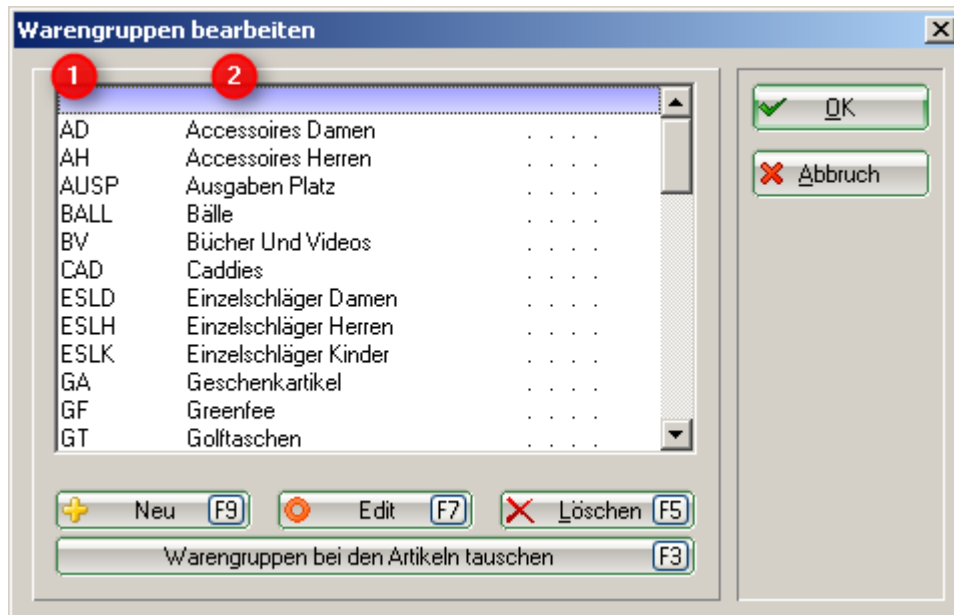 Warengruppen bearbeiten
1 2
AD Accessoires Damen . . . .
AH Accessoires Herren . . . .
AUSP Ausgaben Platz . . . .
BALL Bälle . . . .
BV Bücher Und Videos . . . .
CAD Caddies . . . .
ESLD Einzelschläger Damen . . . .
ESLH Einzelschläger Herren . . . .
ESLK Einzelschläger Kinder . . . .
GA Geschenkartikel . . . .
GF Greenfee . . . .
GT Golftaschen . . . .
OK
Abbruch
Neu F9 Edit F7 Löschen F5
Warengruppen bei den Artikeln tauschen F3